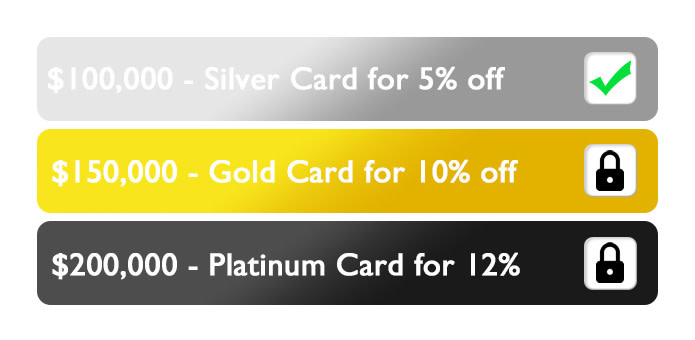 $100,000 - Silver Card for 5% off
$150,000 - Gold Card for 10% off
$200,000 - Platinum Card for 12%